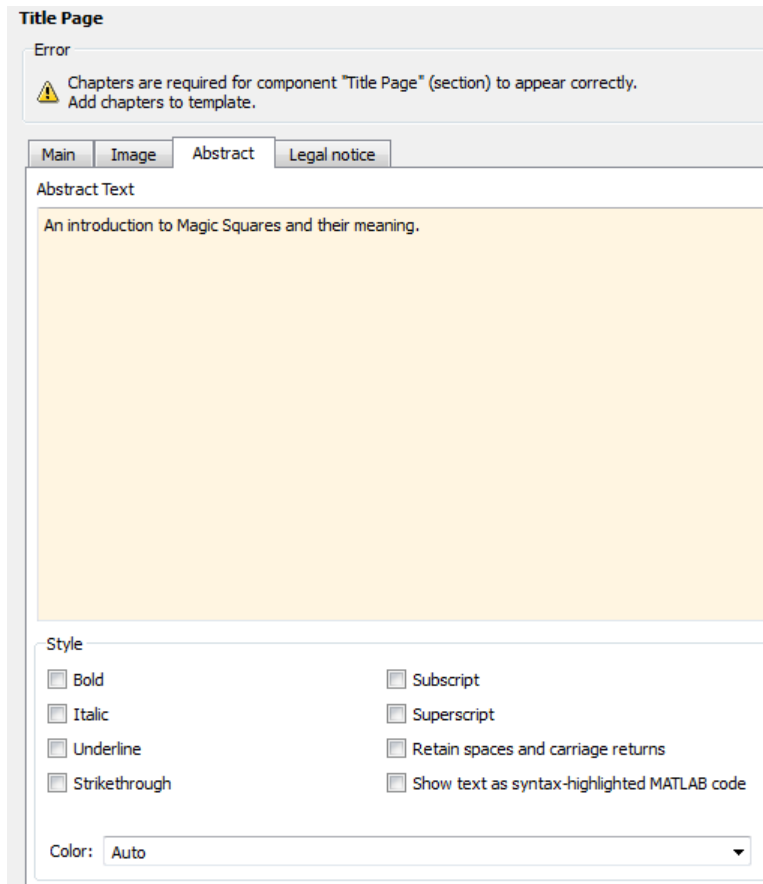 Title Page
Error
Chapters are required for component "Title Page" (section) to appear correctly.
Add chapters to template.
Main Image Abstract Legal notice
Abstract Text
An introduction to Magic Squares and their meaning.
Style
Bold Subscript
Italic Superscript
Underline Retain spaces and carriage returns
Strikethrough Show text as syntax-highlighted MATLAB code
Color: Auto